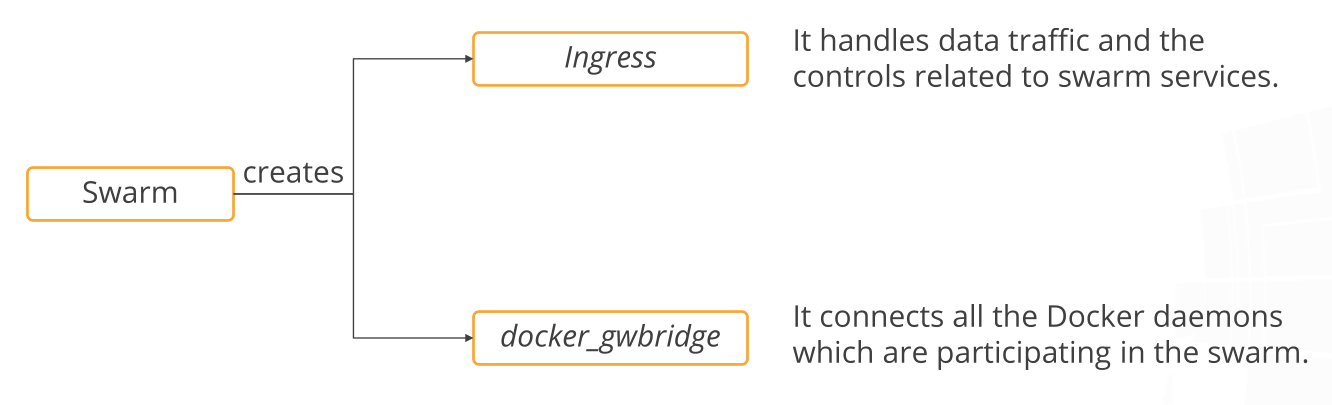 Swarm
creates
Ingress
It handles data traffic and the
controls related to swarm services.
docker_gwbridge
It connects all the Docker daemons
which are participating in the swarm.